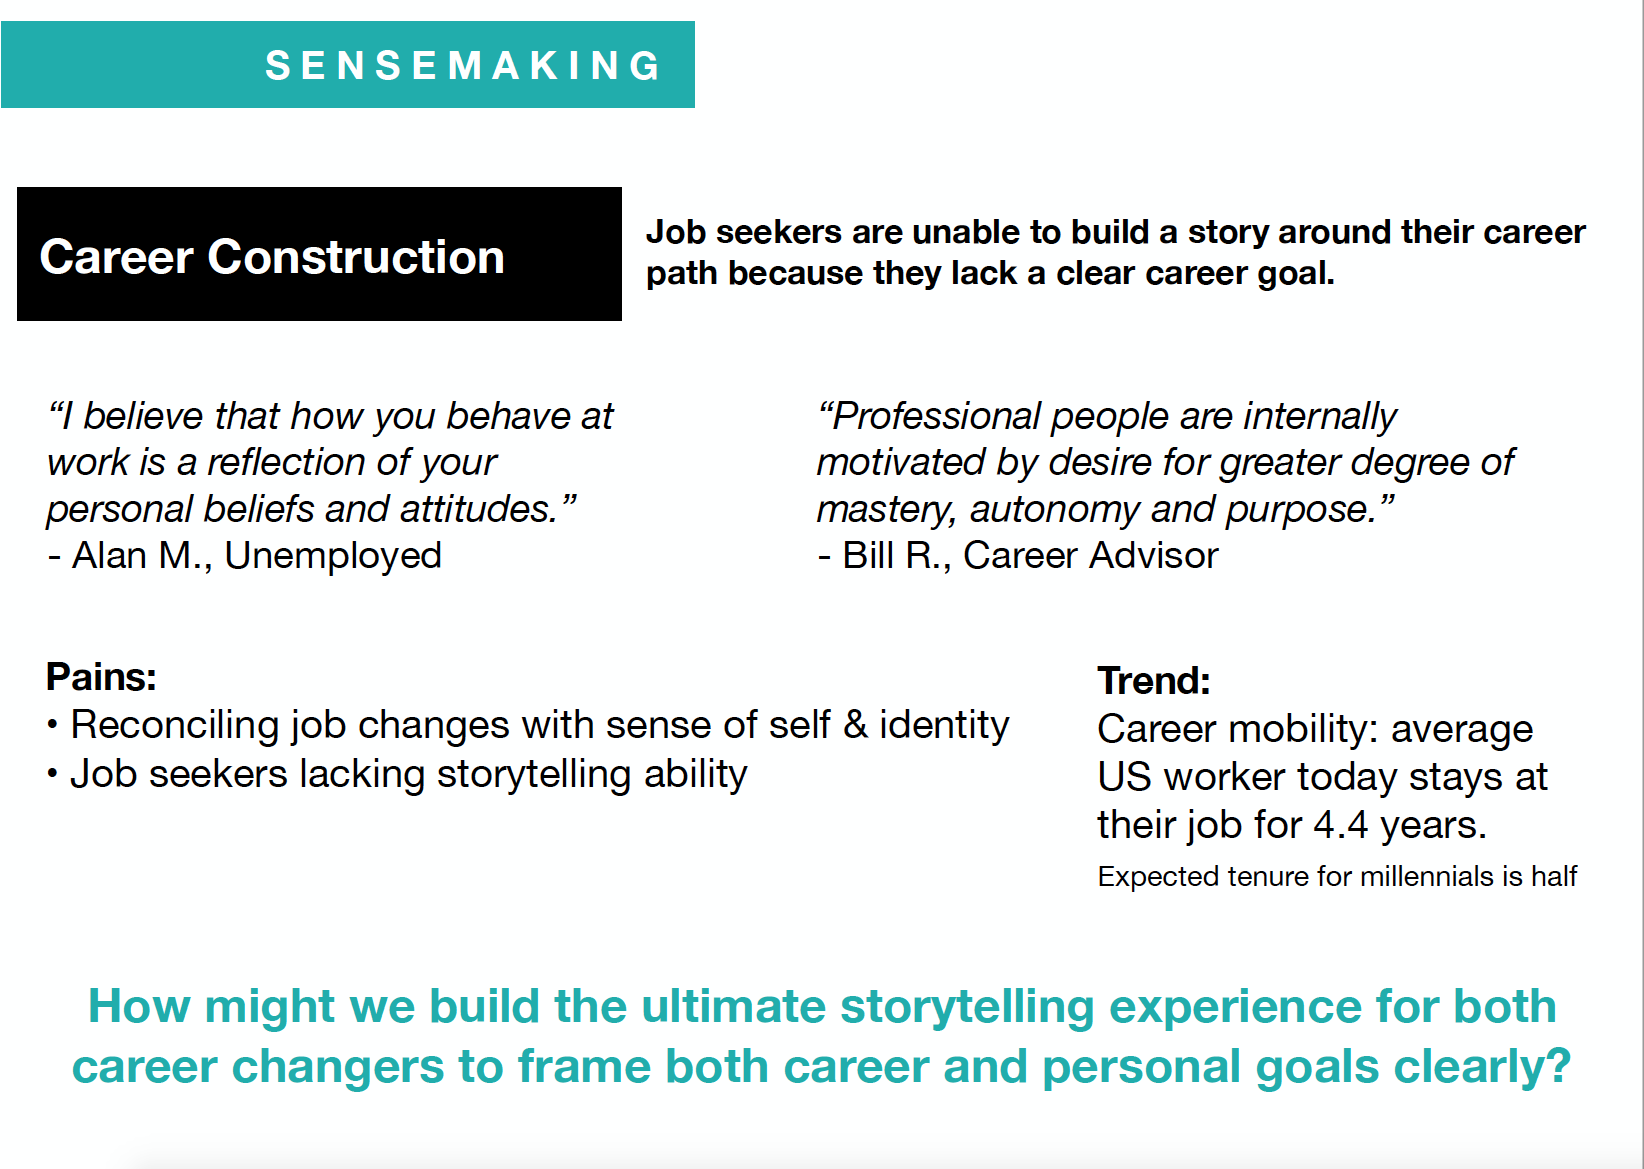 SENSEMAKING
Career Construction
Job seekers are unable to build a story around their career
path because they lack a clear career goal.
“I believe that how you behave at
work is a reflection of your
personal beliefs and attitudes.”
- Alan M., Unemployed
“Professional people are internally
motivated by desire for greater degree of
mastery, autonomy and purpose.”
- Bill R., Career Advisor
Pains:
• Reconciling job changes with sense of self & identity
• Job seekers lacking storytelling ability
Trend:
Career mobility: average
US worker today stays at
their job for 4.4 years.
Expected tenure for millennials is half
How might we build the ultimate storytelling experience for both
career changers to frame both career and personal goals clearly?